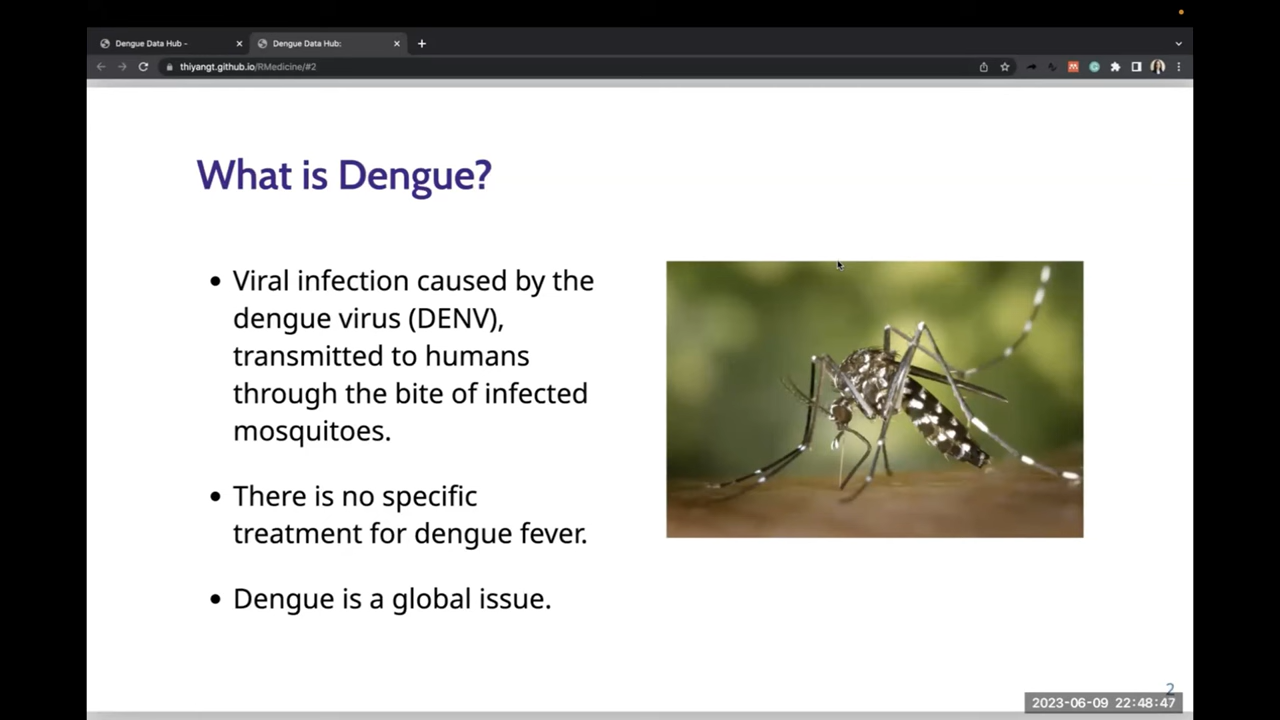 Dengue Data Hub -
Dengue Data Hub:
thiyangt.github.io/RMedicine/#2
What is Dengue?
• Viral infection caused by the
dengue virus (DENV),
transmitted to humans
through the bite of infected
mosquitoes.
• There is no specific
treatment for dengue fever.
• Dengue is a global issue.
2
2023-06-09 22:48:47